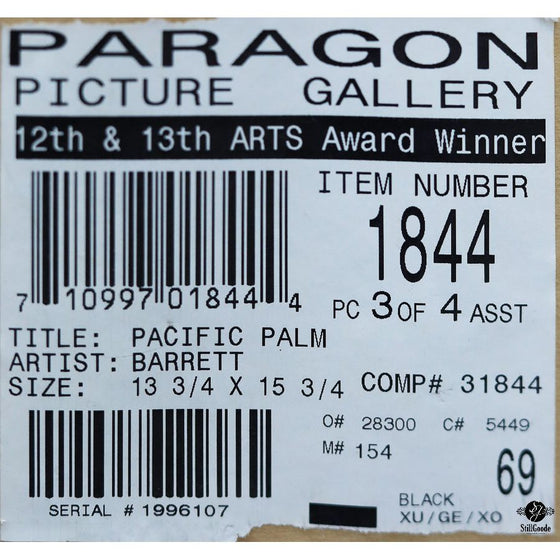 PARAGON
PICTURE GALLERY
12th & 13th ARTS Award Winner
ITEM NUMBER
1844
7 10997 01844 4
PC 3 OF 4 ASST
TITLE: PACIFIC PALM
ARTIST: BARRETT
SIZE: 13 3/4 X 15 3/4
COMP# 31844
O# 28300 C# 5449
M# 154
69
SERIAL # 1996107
BLACK
XU/GE/XO
StillGoode